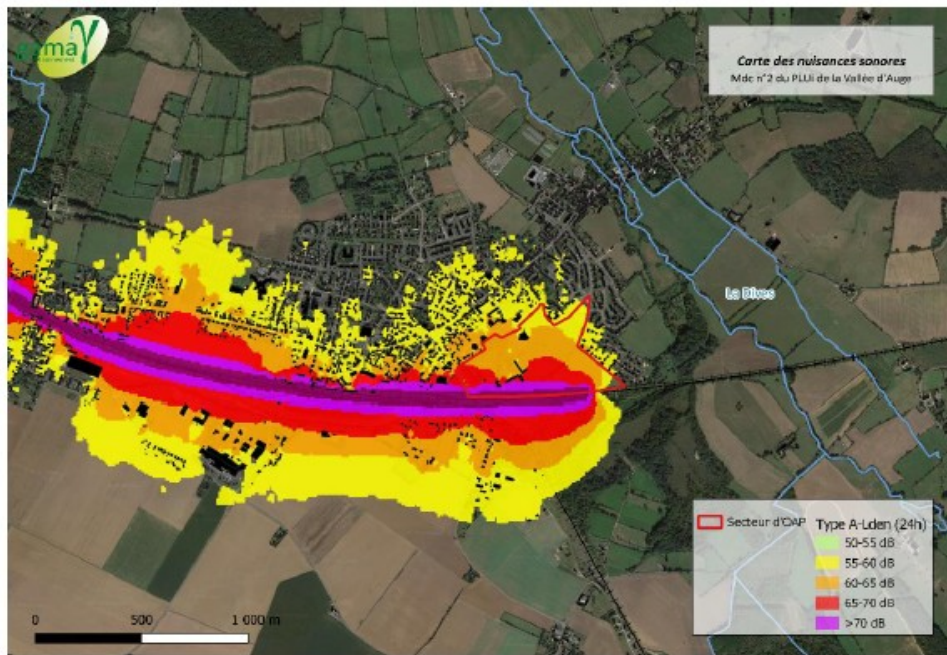 Carte des nuisances sonores
Mdc n°2 du PLUi de la Vallée d'Auge
La Dives
Secteur d'OAP
Type A-Lden (24h)
50-55 dB
55-60 dB
60-65 dB
65-70 dB
>70 dB
0 500 1 000 m